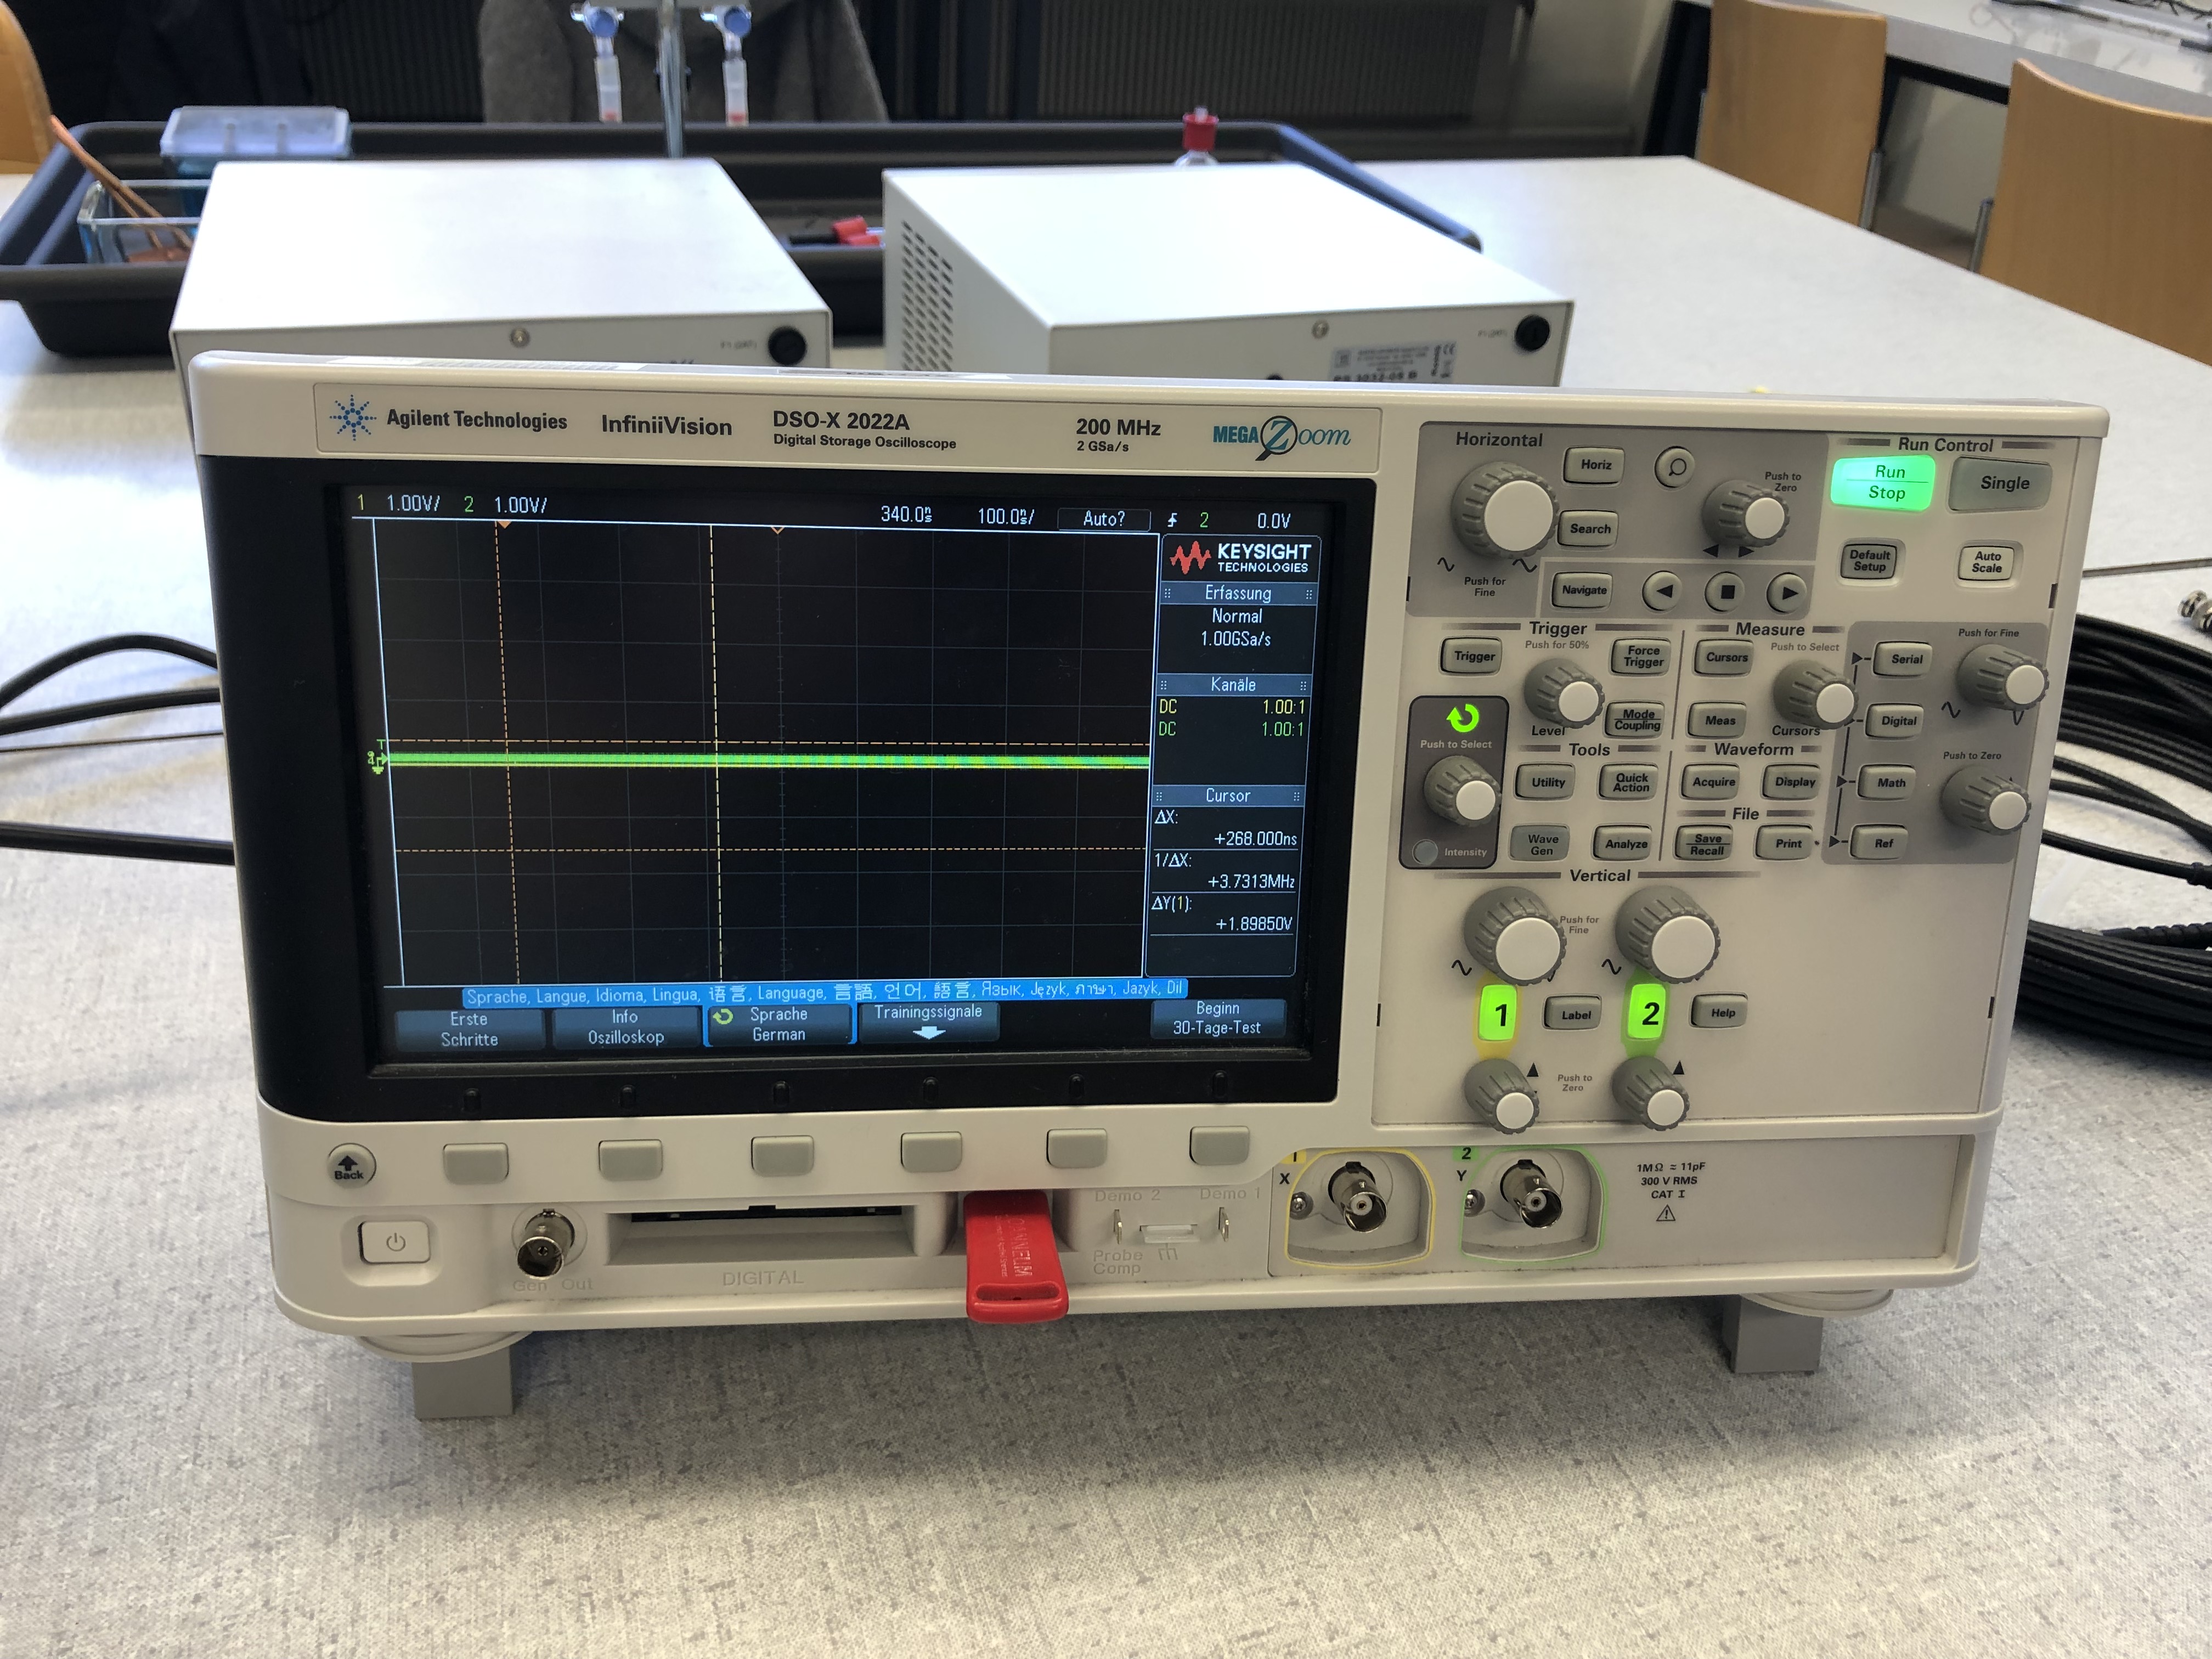 F1 (3AT)
F1 (3AT)
Agilent Technologies
InfiniiVision
DSO-X 2022A
Digital Storage Oscilloscope
200 MHz
2 GSa/s
MEGA Zoom
1 1.00V/ 2 1.00V/ 340.0ns 100.0ns/ Auto? 2 0.0V
KEYSIGHT
TECHNOLOGIES
Erfassung
Normal
1.00GSa/s
Kanäle
DC 1.00:1
DC 1.00:1
Cursor
ΔX:
+268.000ns
1/ΔX:
+3.7313MHz
ΔY(1):
+1.89850V
T
Sprache, Langue, Idioma, Lingua, 语言, Language, 言語, 언어, 語言, Язык, Język, ภาษา, Jazyk, Dil
Erste
Schritte
Info
Oszilloskop
Sprache
German
Trainingssignale
Beginn
30-Tage-Test
Back
Gen Out
DIGITAL
Demo 2
Demo 1
Probe
Comp
Horizontal
Horiz
Push to
Zero
Search
Push for
Fine
Navigate
Run Control
Run
Stop
Single
Default
Setup
Auto
Scale
Trigger
Push for 50%
Trigger
Force
Trigger
Level
Mode
Coupling
Measure
Push to Select
Cursors
Meas
Cursors
Push for Fine
Serial
Digital
Push to Zero
Math
Ref
Push to Select
Intensity
Tools
Utility
Quick
Action
Wave
Gen
Analyze
Waveform
Acquire
Display
File
Save
Recall
Print
Vertical
Push for
Fine
1
Label
2
Help
Push to
Zero
1
X
2
Y
1MΩ = 11pF
300 V RMS
CAT I